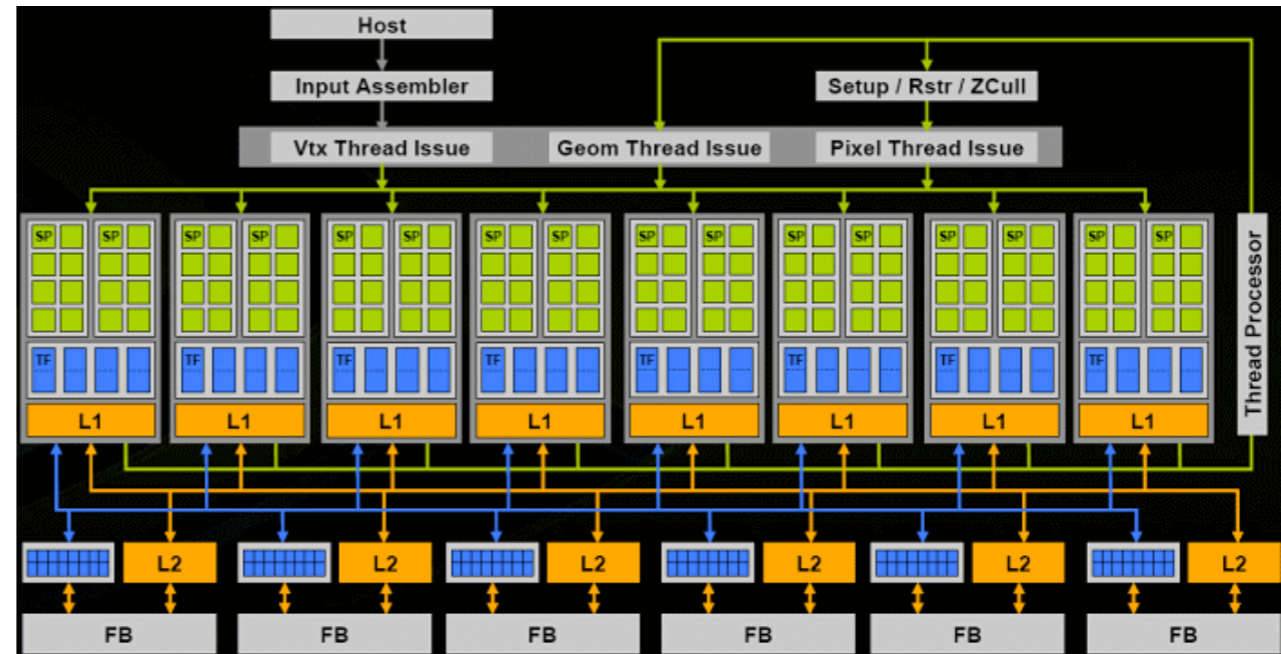 Host
Input Assembler
Setup / Rstr / ZCull
Vtx Thread Issue
Geom Thread Issue
Pixel Thread Issue
SP SP SP SP SP SP SP SP SP SP SP SP SP SP SP SP
Thread Processor
TF TF TF TF TF TF TF TF
L1 L1 L1 L1 L1 L1 L1 L1
L2 L2 L2 L2 L2 L2
FB FB FB FB FB FB